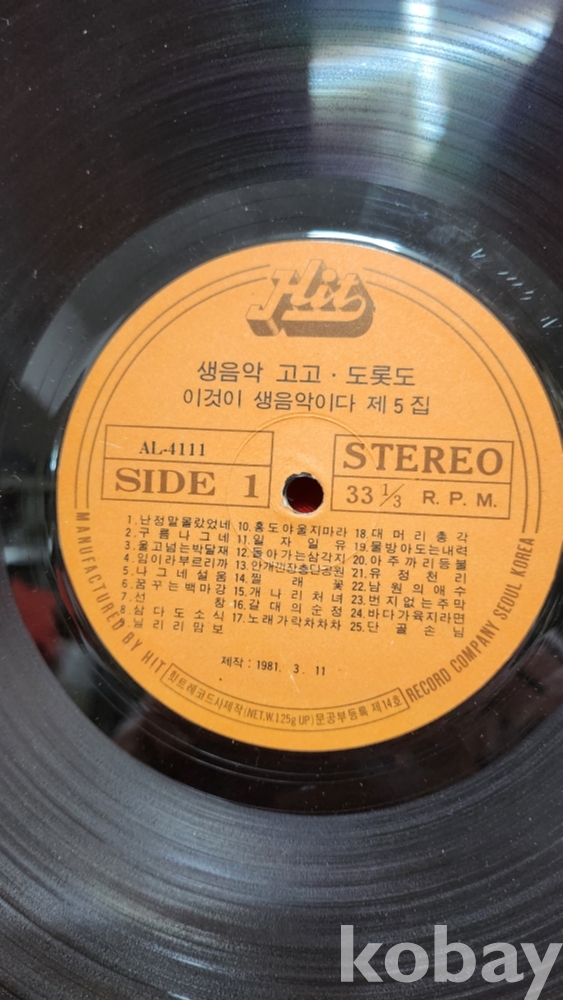 Hit
생음악 고고 · 도롯도
이것이 생음악이다 제5집
AL-4111
SIDE 1
STEREO
33 1/3 R. P. M.
1. 난정말몰랐었네
2. 구름나그네
3. 울고넘는박달재
4. 임이라부르리까
5. 나그네설움
6. 꿈꾸는백마강
7. 선창
8. 삼다도소식
9. 닐리리맘보
10. 홍도야울지마라
11. 일자일유
12. 돌아가는삼각지
13. 안개낀장충단공원
14. 찔레꽃
15. 개나리처녀
16. 갈대의순정
17. 노래가락차차차
18. 대머리총각
19. 물방아도는내력
20. 아주까리등불
21. 유정천리
22. 남원의애수
23. 번지없는주막
24. 바다가육지라면
25. 단골손님
제작 : 1981. 3. 11
힛트레코드사제작(NET.W.125g UP)문공부등록 제14호
MANUFACTURED BY HIT RECORD COMPANY SEOUL KOREA
kobay